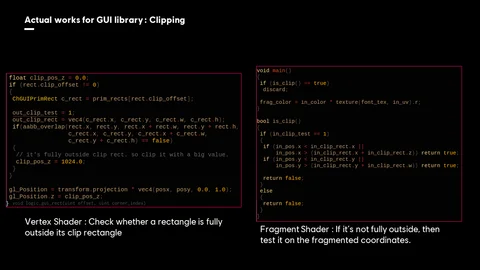 Actual works for GUI library : Clipping
float clip_pos_z = 0.0;
if (rect.clip_offset != 0)
{
ChGUIPrimRect c_rect = prim_rects[rect.clip_offset];
out_clip_test = 1;
out_clip_rect = vec4(c_rect.x, c_rect.y, c_rect.w, c_rect.h);
if(aabb_overlap(rect.x, rect.y, rect.x + rect.w, rect.y + rect.h,
c_rect.x, c_rect.y, c_rect.x + c_rect.w,
c_rect.y + c_rect.h) == false)
{
// it's fully outside clip rect. so clip it with a big value.
clip_pos_z = 1024.0;
}
}
gl_Position = transform.projection * vec4(posx, posy, 0.0, 1.0);
gl_Position.z = clip_pos_z;
Vertex Shader : Check whether a rectangle is fully
outside its clip rectangle
void main()
{
if (is_clip() == true)
discard;
frag_color = in_color * texture(font_tex, in_uv).r;
}
bool is_clip()
{
if (in_clip_test == 1)
{
if (in_pos.x < in_clip_rect.x ||
in_pos.x > (in_clip_rect.x + in_clip_rect.z)) return true;
if (in_pos.y < in_clip_rect.y ||
in_pos.y > (in_clip_rect.y + in_clip_rect.w)) return true;
return false;
}
else
{
return false;
}
}
Fragment Shader : If it's not fully outside, then
test it on the fragmented coordinates.